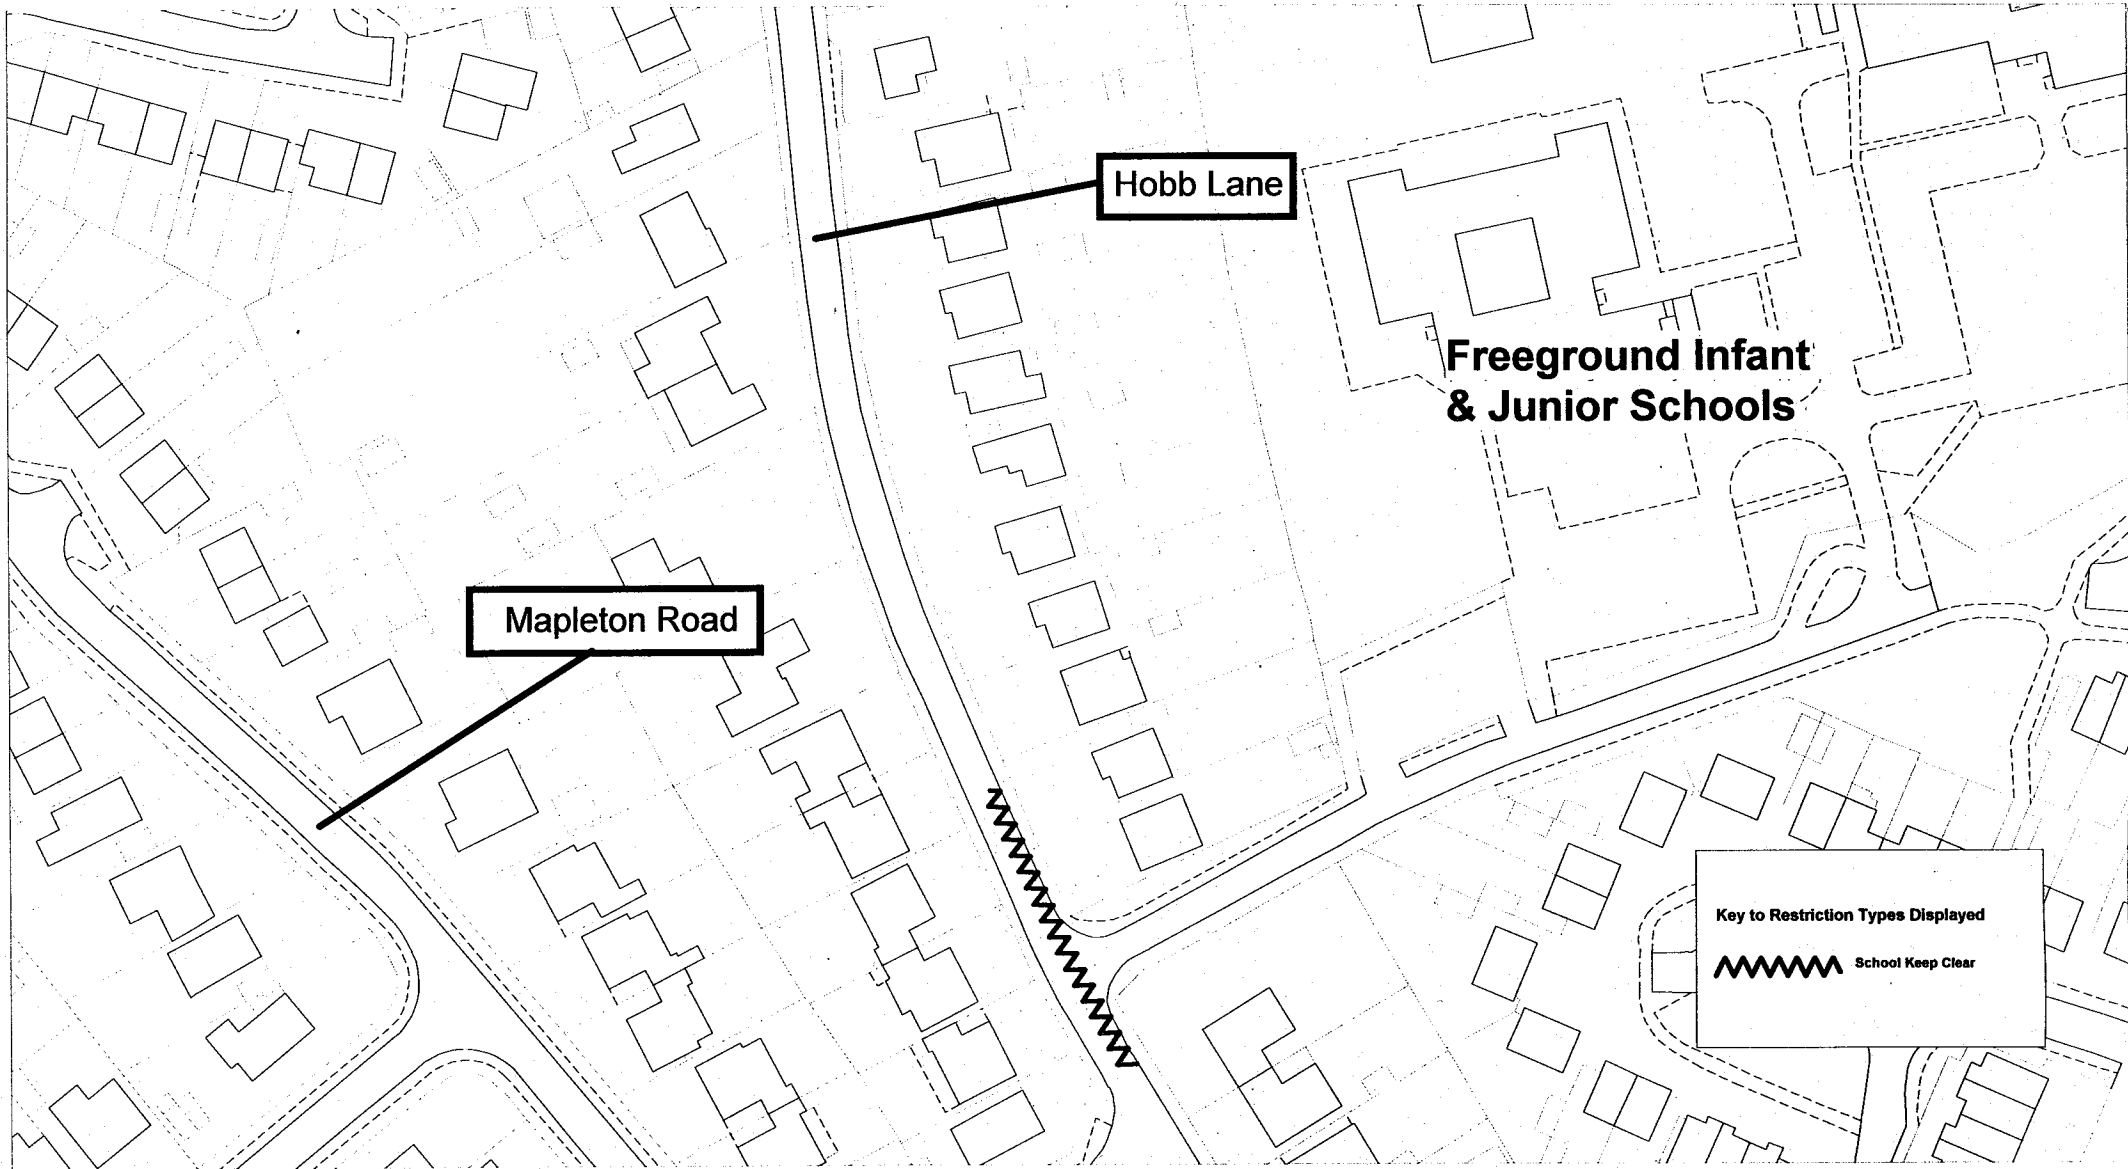 Hobb Lane
Freeground Infant
& Junior Schools
Mapleton Road
Key to Restriction Types Displayed
School Keep Clear